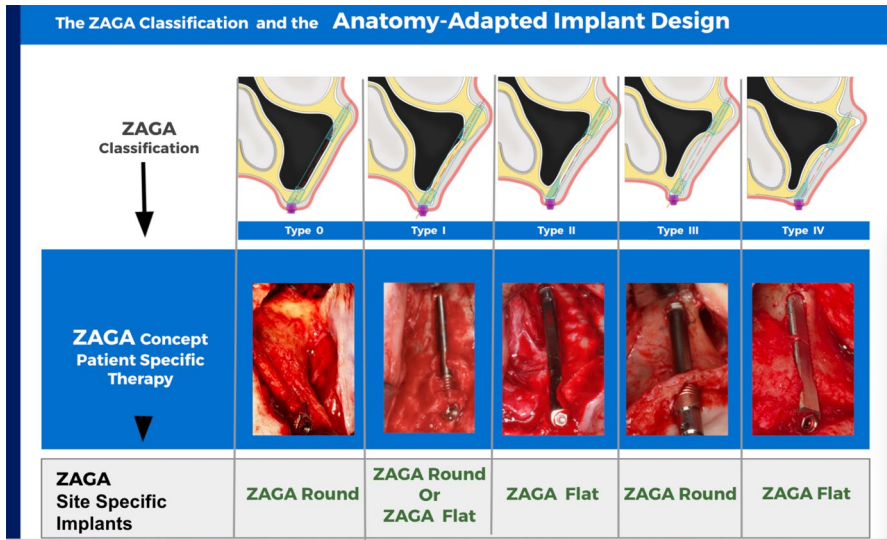 The ZAGA Classification and the Anatomy-Adapted Implant Design
ZAGA
Classification
Type 0
Type I
Type II
Type III
Type IV
ZAGA Concept
Patient Specific
Therapy
ZAGA
Site Specific
Implants
ZAGA Round
ZAGA Round
Or
ZAGA Flat
ZAGA Flat
ZAGA Round
ZAGA Flat